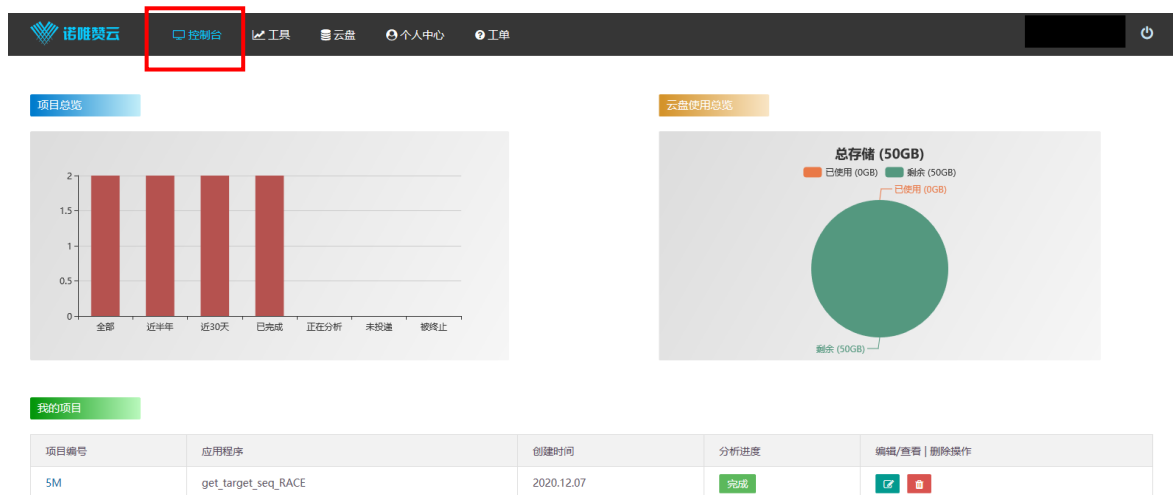 诺唯赞云 控制台 工具 云盘 个人中心 工单
项目总览
2
1.5
1
0.5
0
全部 近半年 近30天 已完成 正在分析 未投递 被终止
云盘使用总览
总存储 (50GB)
已使用 (0GB) 剩余 (50GB)
已使用 (0GB)
剩余 (50GB)
我的项目
项目编号 应用程序 创建时间 分析进度 编辑/查看 | 删除操作
5M get_target_seq_RACE 2020.12.07 完成